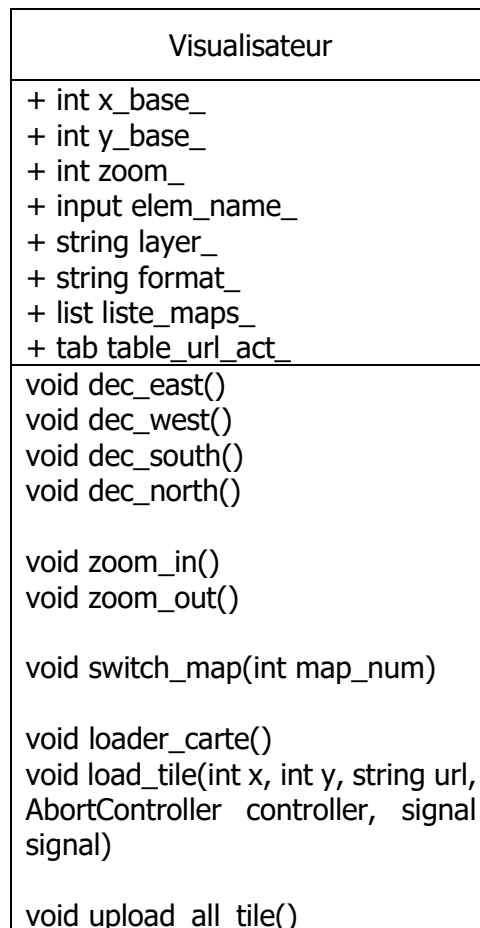 Visualisateur
+ int x_base_
+ int y_base_
+ int zoom_
+ input elem_name_
+ string layer_
+ string format_
+ list liste_maps_
+ tab table_url_act_
void dec_east()
void dec_west()
void dec_south()
void dec_north()
void zoom_in()
void zoom_out()
void switch_map(int map_num)
void loader_carte()
void load_tile(int x, int y, string url,
AbortController controller, signal
signal)
void upload_all_tile()